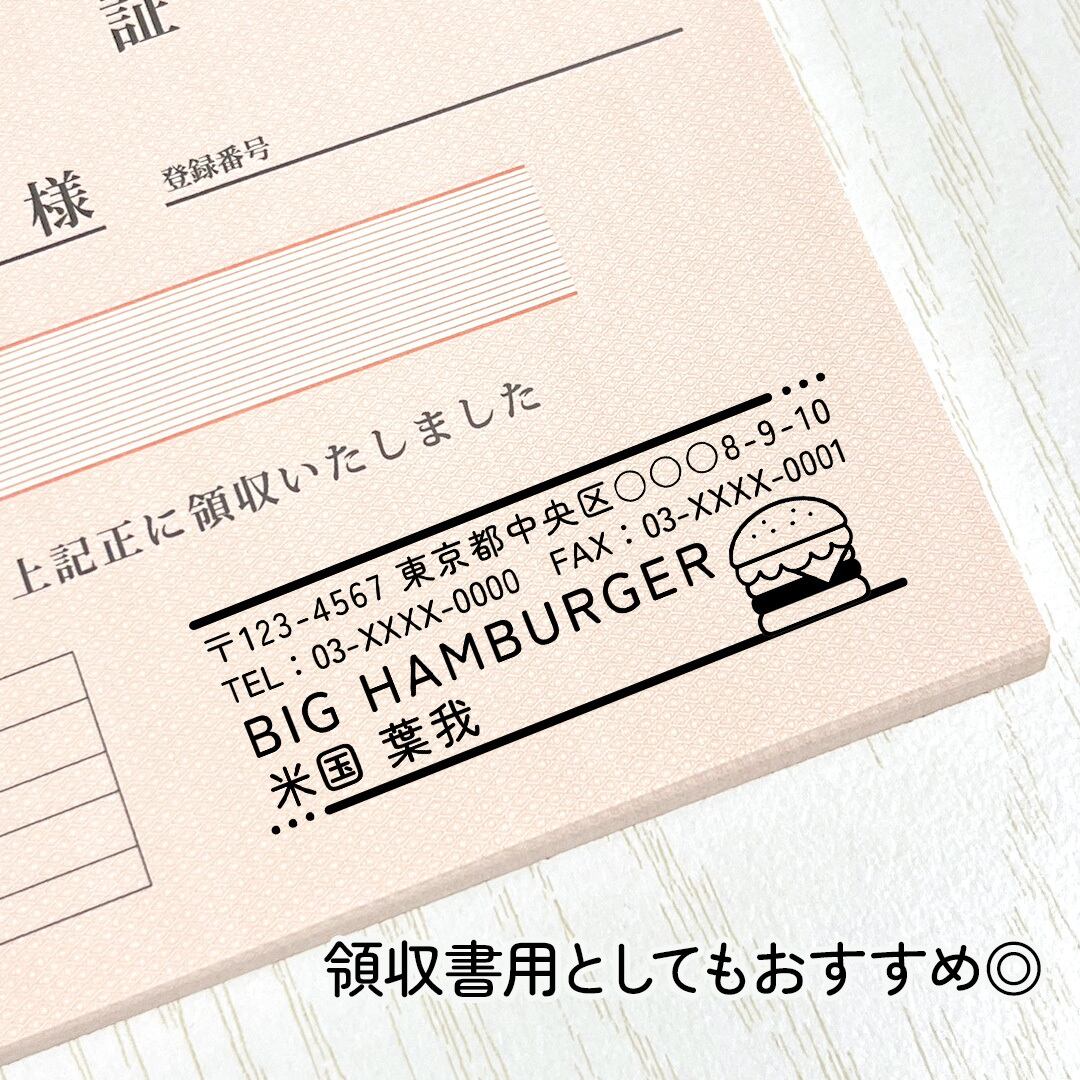 証
様
登録番号
上記正に領収いたしました
〒123-4567 東京都中央区○○○8-9-10
TEL：03-XXXX-0000 FAX：03-XXXX-0001
BIG HAMBURGER
米国 葉我
領収書用としてもおすすめ◎